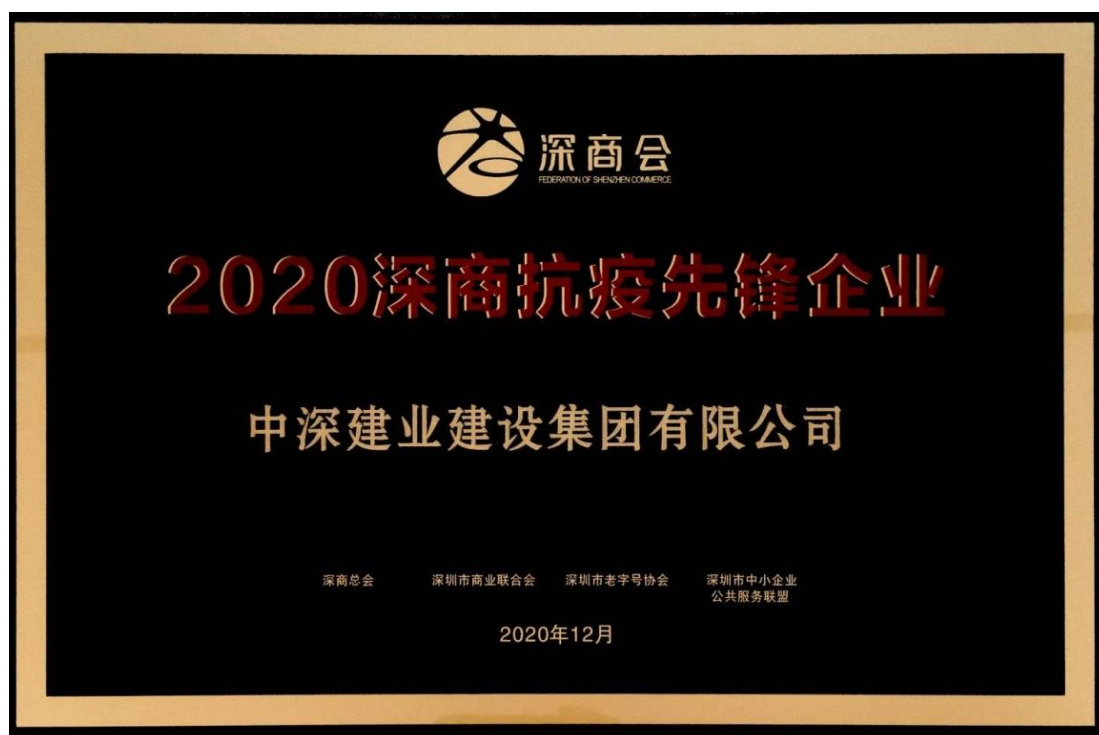 深商会
FEDERATION OF SHENZHEN COMMERCE
2020深商抗疫先锋企业
中深建业建设集团有限公司
深商总会 深圳市商业联合会 深圳市老字号协会 深圳市中小企业
公共服务联盟
2020年12月